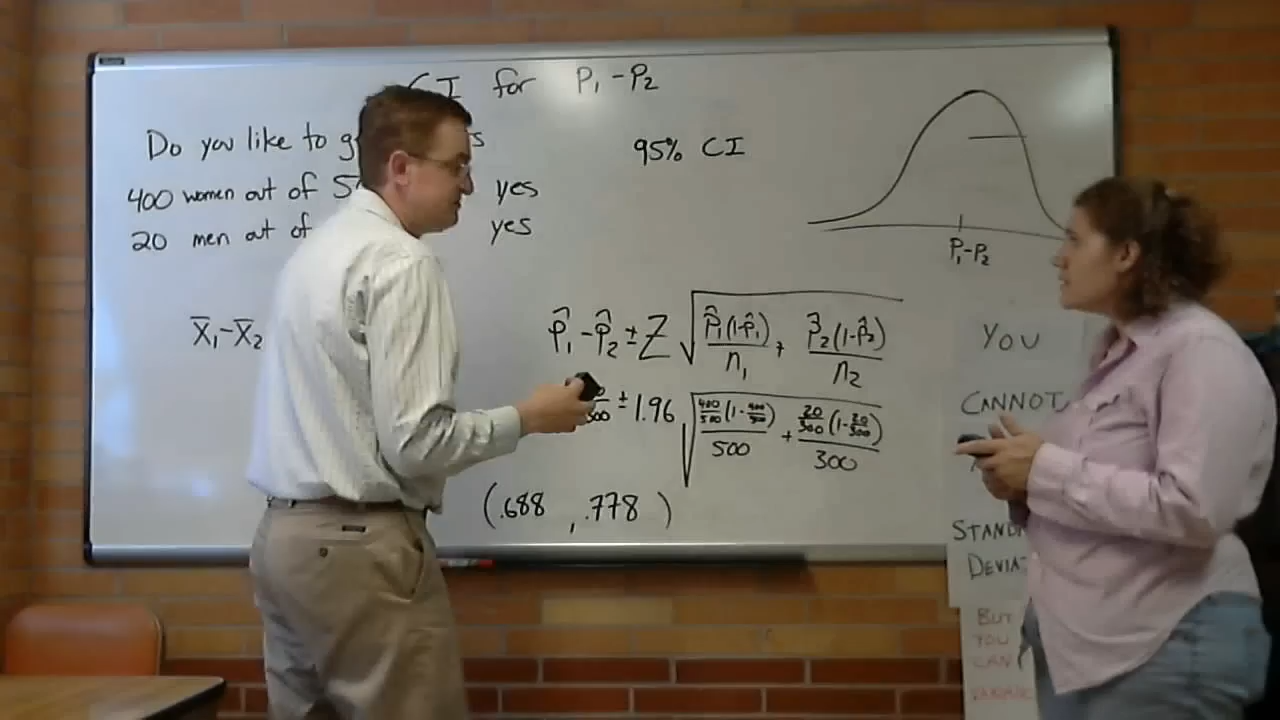 CI for P₁-P₂
Do you like to
95% CI
400 women out of yes
20 men out of yes
P₁-P₂
X̄₁-X̄₂
p̂₁-p̂₂ ± Z √ p̂₁(1-p̂₁)/n₁ + p̂₂(1-p̂₂)/n₂
± 1.96 √ 400/500(1-400/500)/500 + 20/300(1-20/300)/300
(.688 , .778)
YOU
CANNOT
BUT
YOU
CAN